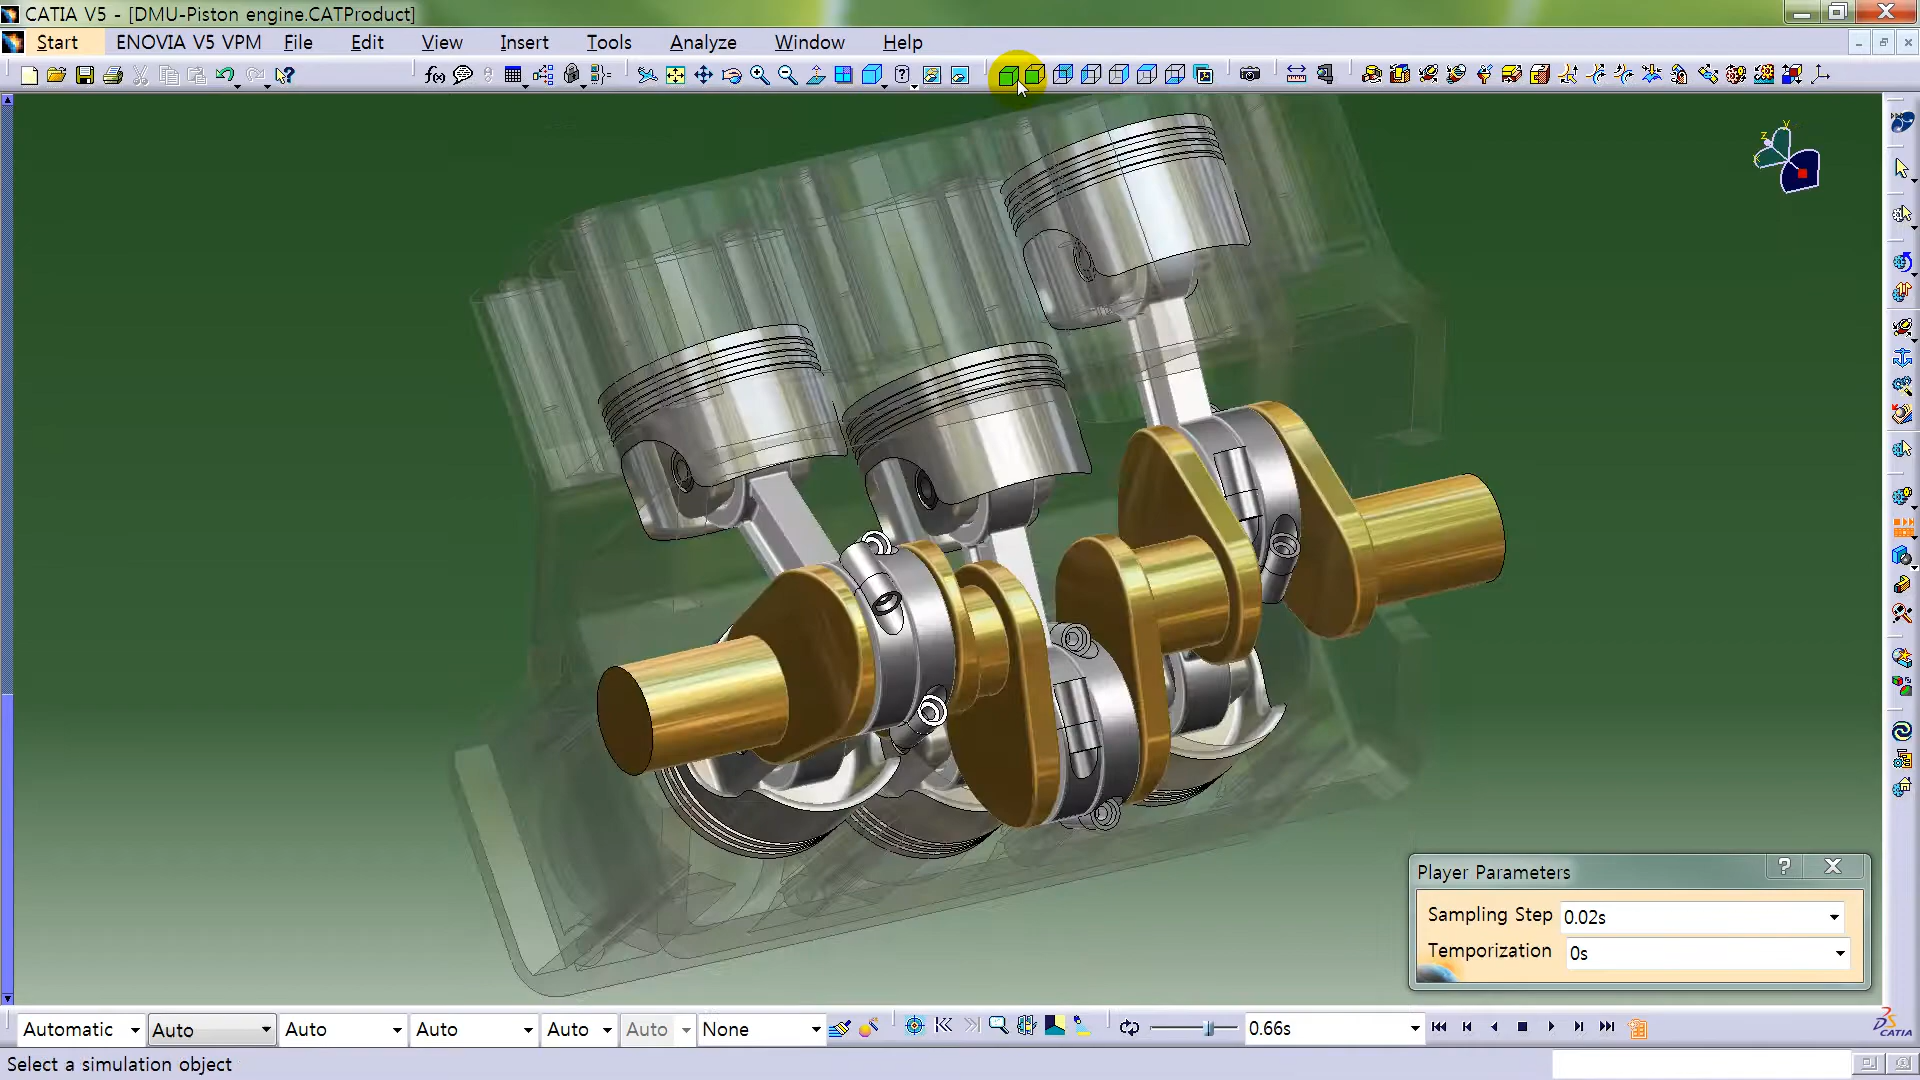 CATIA V5 - [DMU-Piston engine.CATProduct]
Start ENOVIA V5 VPM File Edit View Insert Tools Analyze Window Help
f(x)
z y
x
Player Parameters ?
Sampling Step 0.02s
Temporization 0s
Automatic Auto Auto Auto Auto Auto None 0.66s
CATIA
Select a simulation object